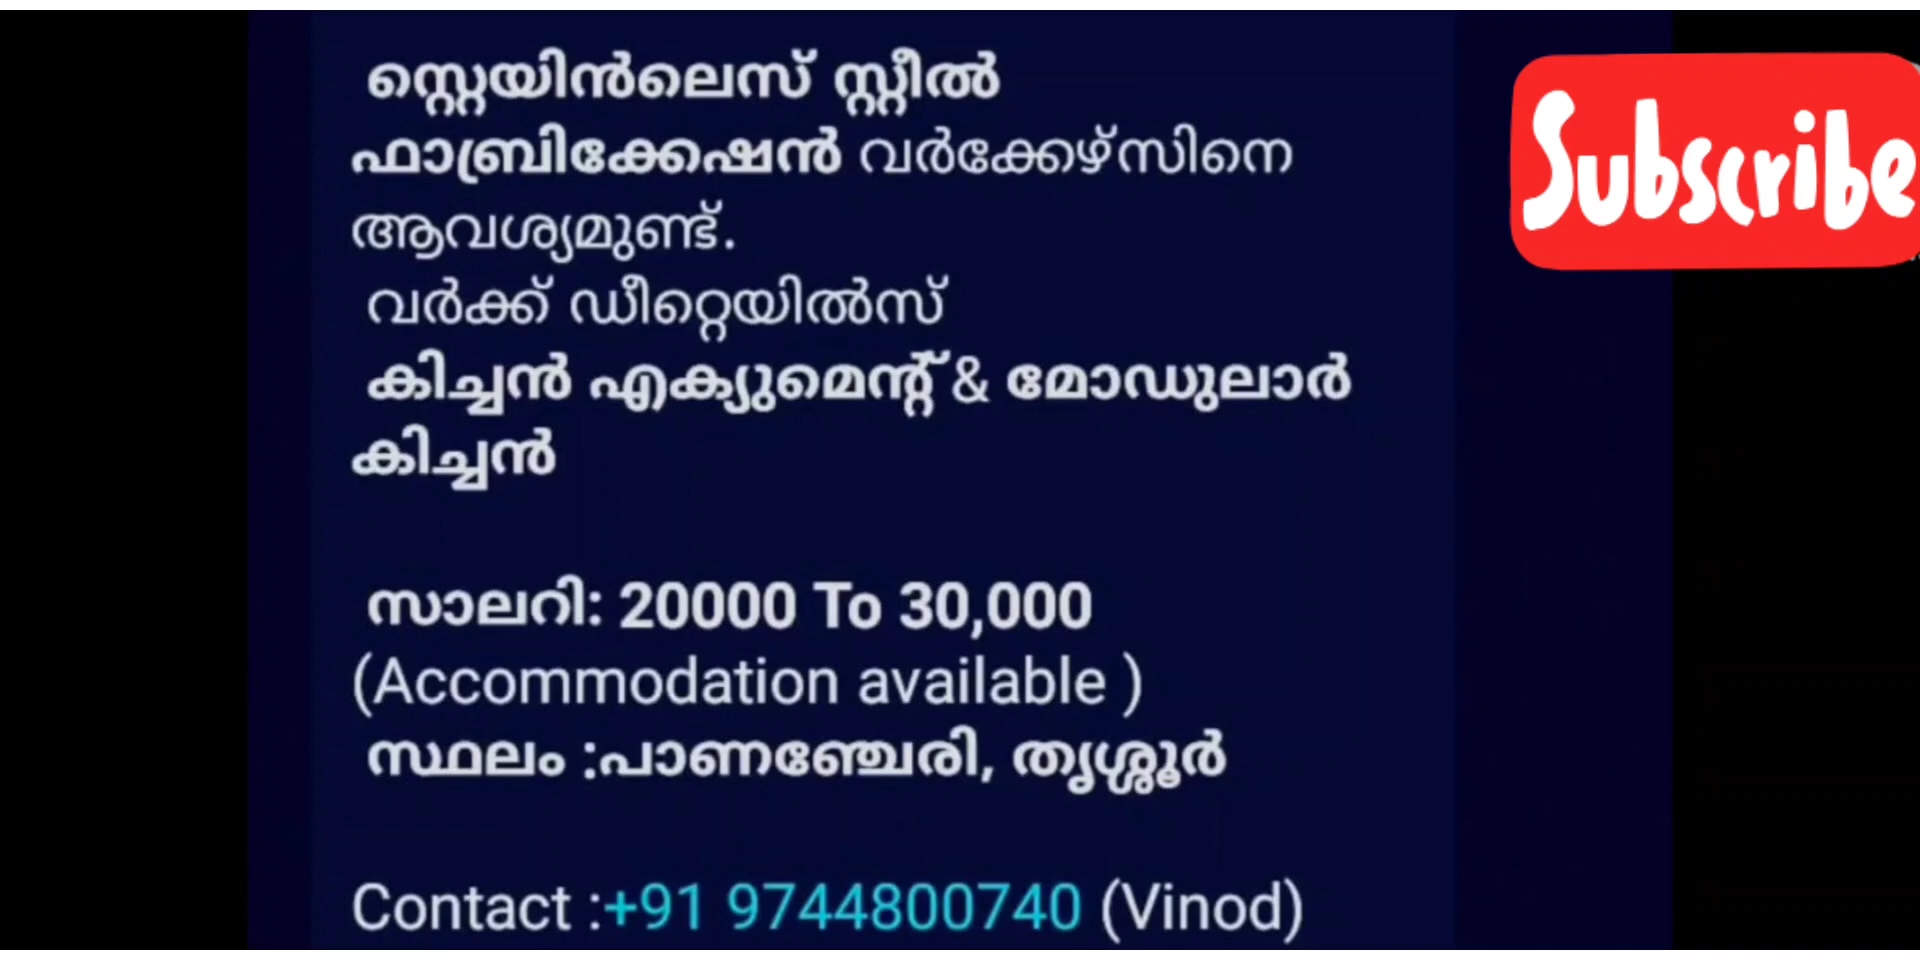 സ്റ്റെയിൻലെസ് സ്റ്റീൽ
ഫാബ്രിക്കേഷൻ വർക്കേഴ്സിനെ
ആവശ്യമുണ്ട്.
വർക്ക് ഡീറ്റെയിൽസ്
കിച്ചൻ എക്യുമെന്റ് & മോഡുലാർ
കിച്ചൻ
സാലറി: 20000 To 30,000
(Accommodation available )
സ്ഥലം :പാണഞ്ചേരി, തൃശ്ശൂർ
Contact :+91 9744800740 (Vinod)
Subscribe